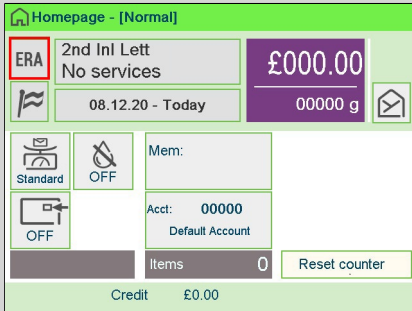 Homepage - [Normal]
ERA
2nd Inl Lett
No services
£000.00
08.12.20 - Today
00000 g
Standard
OFF
Mem:
OFF
Acct: 00000
Default Account
Items 0
Reset counter
Credit £0.00